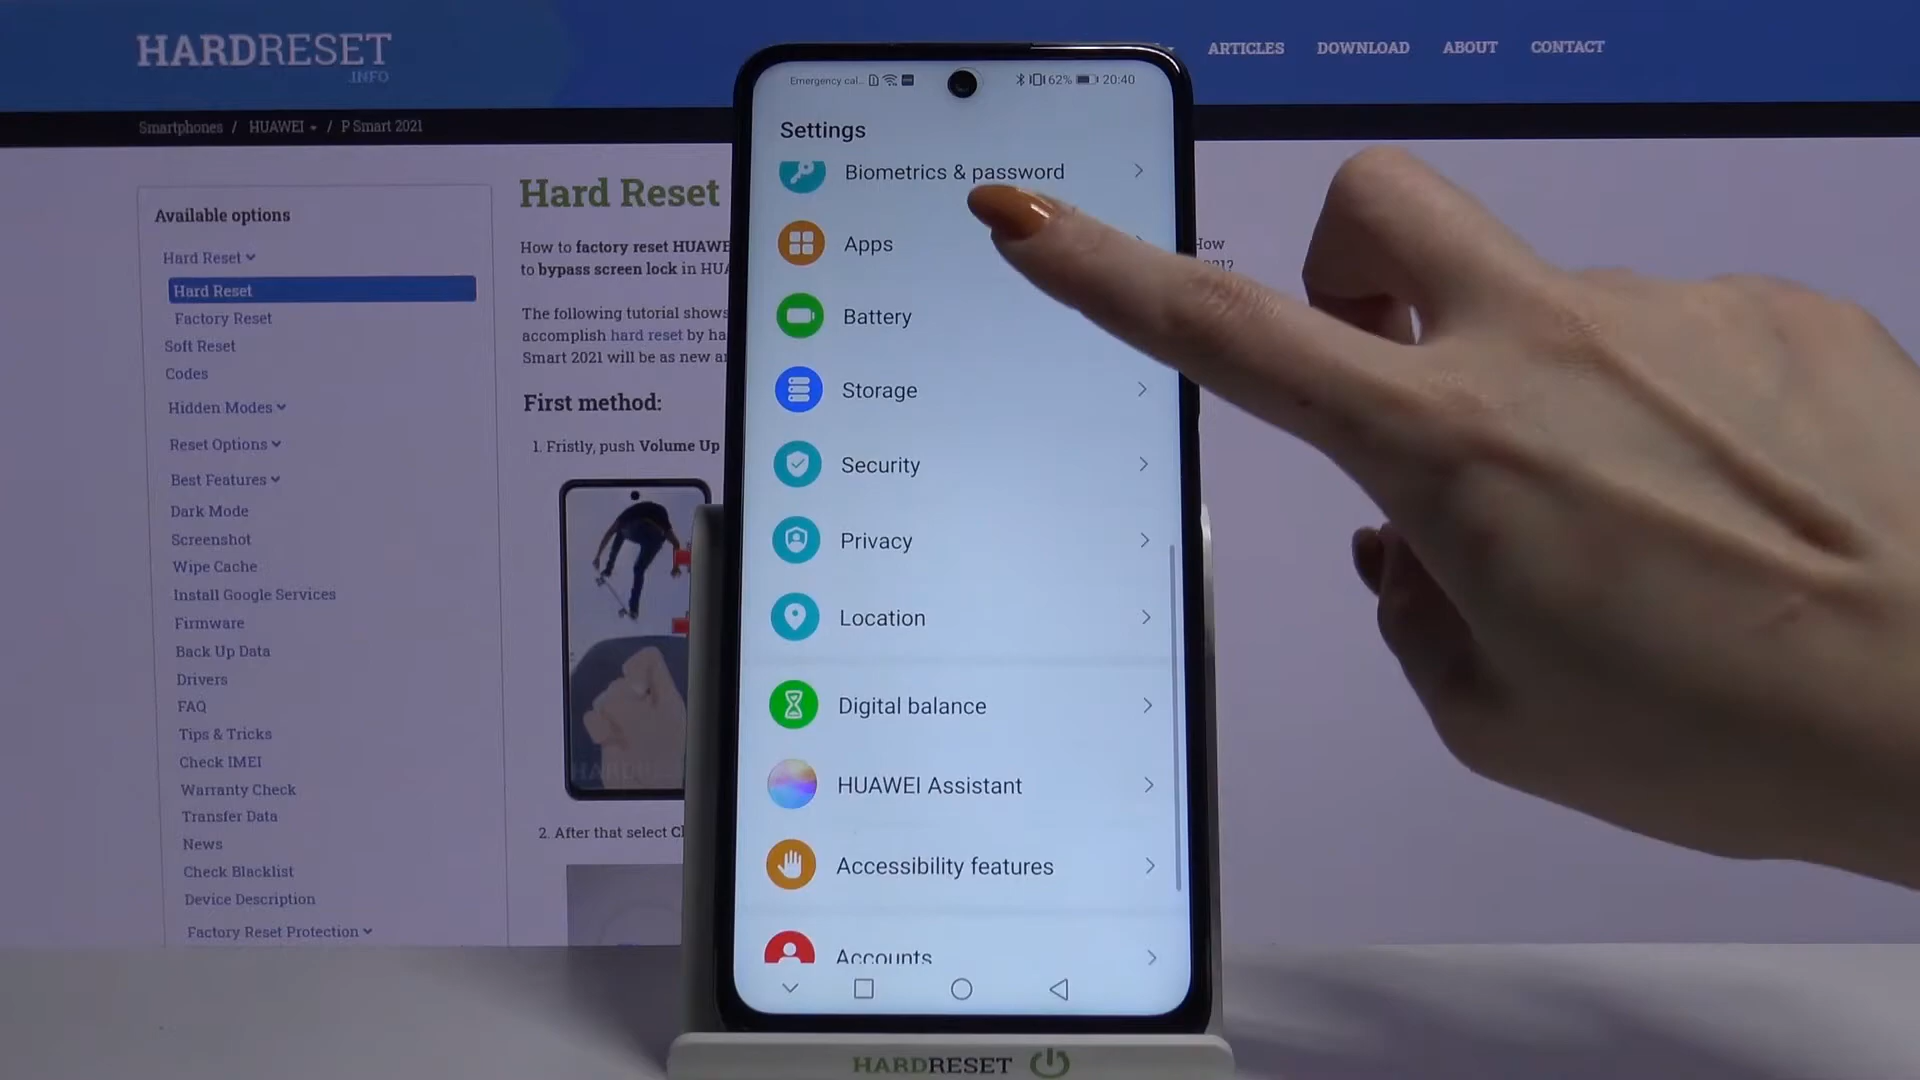 HARDRESET
.INFO
ARTICLES
DOWNLOAD
ABOUT
CONTACT
Smartphones / HUAWEI / P Smart 2021
Available options
Hard Reset
Hard Reset
Factory Reset
Soft Reset
Codes
Hidden Modes
Reset Options
Best Features
Dark Mode
Screenshot
Wipe Cache
Install Google Services
Firmware
Back Up Data
Drivers
FAQ
Tips & Tricks
Check IMEI
Warranty Check
Transfer Data
News
Check Blacklist
Device Description
Factory Reset Protection
Hard Reset
How to factory reset HUAWE
to bypass screen lock in HUA
The following tutorial shows
accomplish hard reset by ha
Smart 2021 will be as new a
First method:
1. Fristly, push Volume Up
2. After that select
How
2021?
Emergency cal...
62%
20:40
Settings
Biometrics & password
Apps
Battery
Storage
Security
Privacy
Location
Digital balance
HUAWEI Assistant
Accessibility features
Accounts
HARDRESET